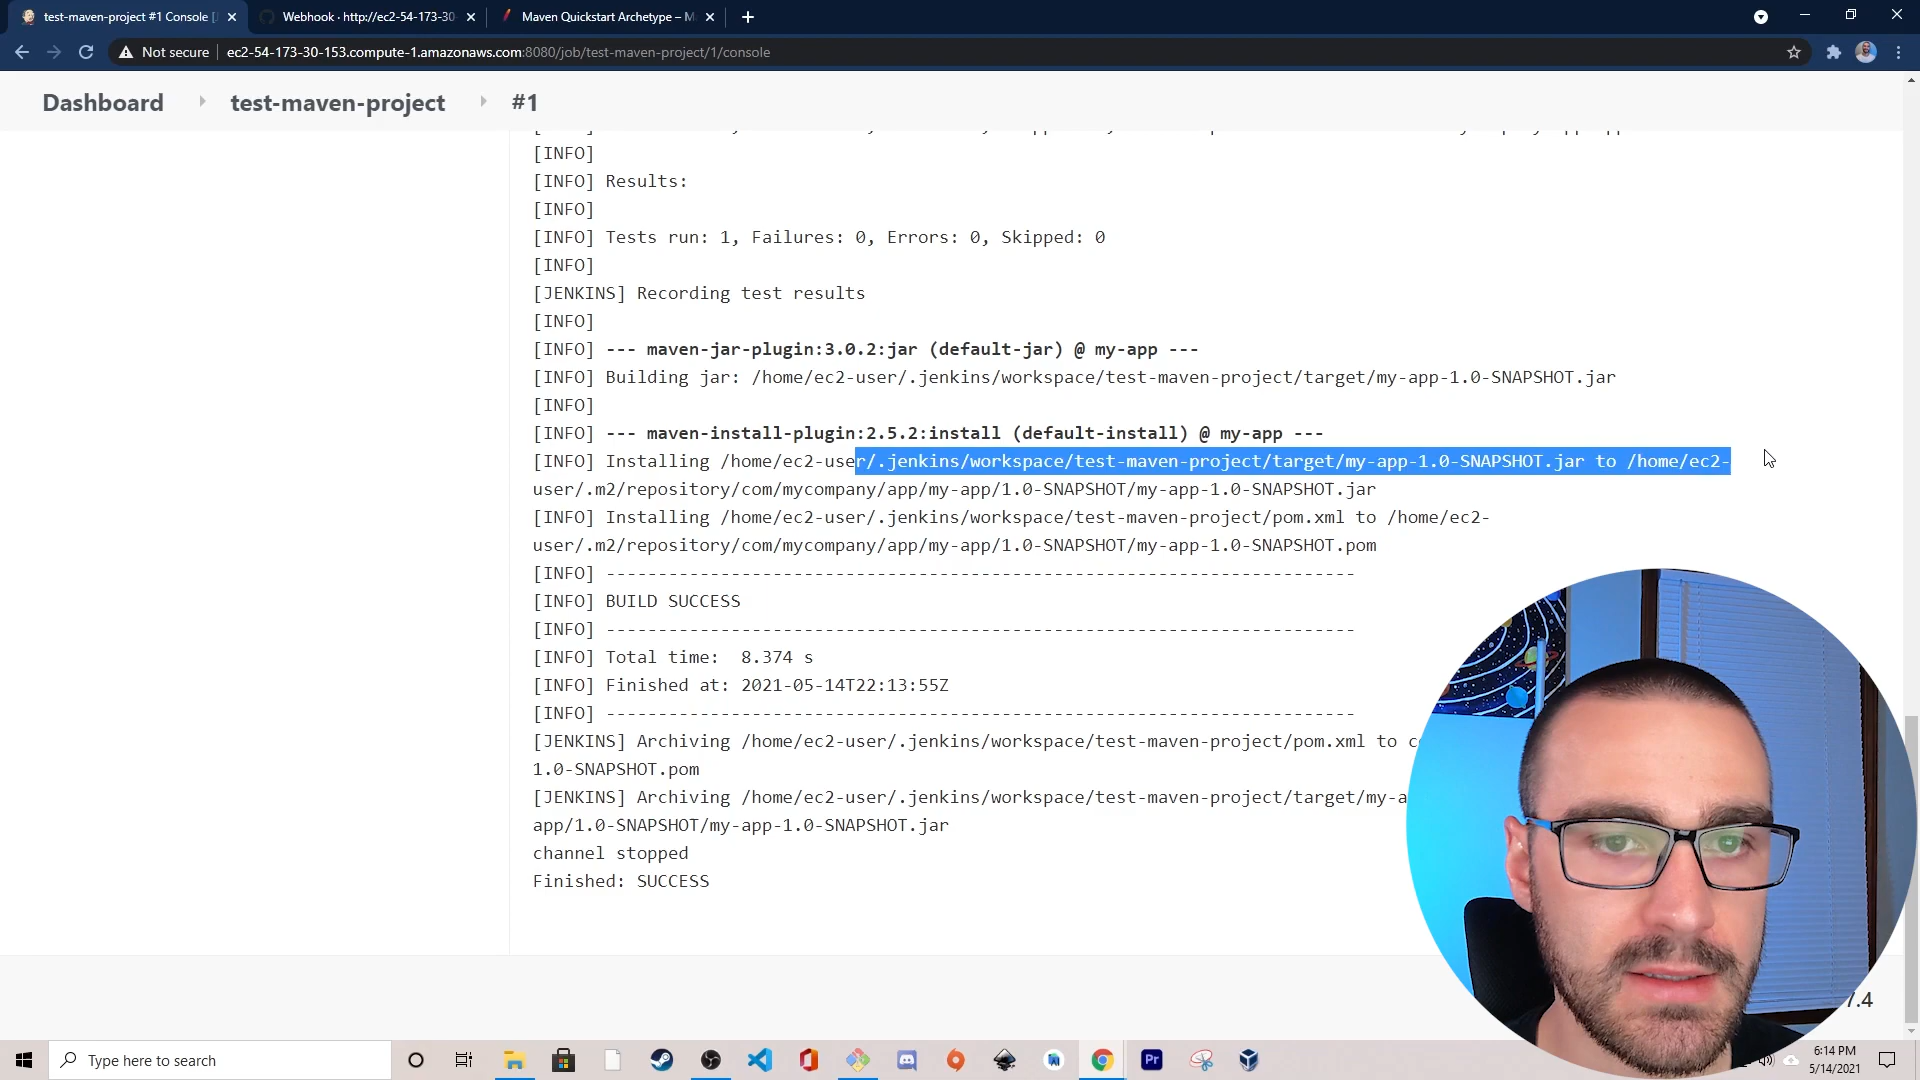 test-maven-project #1 Console [
Webhook · http://ec2-54-173-30-
Maven Quickstart Archetype – M
Not secure
ec2-54-173-30-153.compute-1.amazonaws.com:8080/job/test-maven-project/1/console
Dashboard
test-maven-project
#1
[INFO]
[INFO] Results:
[INFO]
[INFO] Tests run: 1, Failures: 0, Errors: 0, Skipped: 0
[INFO]
[JENKINS] Recording test results
[INFO]
[INFO] --- maven-jar-plugin:3.0.2:jar (default-jar) @ my-app ---
[INFO] Building jar: /home/ec2-user/.jenkins/workspace/test-maven-project/target/my-app-1.0-SNAPSHOT.jar
[INFO]
[INFO] --- maven-install-plugin:2.5.2:install (default-install) @ my-app ---
[INFO] Installing /home/ec2-user/.jenkins/workspace/test-maven-project/target/my-app-1.0-SNAPSHOT.jar to /home/ec2-
user/.m2/repository/com/mycompany/app/my-app/1.0-SNAPSHOT/my-app-1.0-SNAPSHOT.jar
[INFO] Installing /home/ec2-user/.jenkins/workspace/test-maven-project/pom.xml to /home/ec2-
user/.m2/repository/com/mycompany/app/my-app/1.0-SNAPSHOT/my-app-1.0-SNAPSHOT.pom
[INFO] ------------------------------------------------------------------------
[INFO] BUILD SUCCESS
[INFO] ------------------------------------------------------------------------
[INFO] Total time:  8.374 s
[INFO] Finished at: 2021-05-14T22:13:55Z
[INFO] ------------------------------------------------------------------------
[JENKINS] Archiving /home/ec2-user/.jenkins/workspace/test-maven-project/pom.xml to c
1.0-SNAPSHOT.pom
[JENKINS] Archiving /home/ec2-user/.jenkins/workspace/test-maven-project/target/my-a
app/1.0-SNAPSHOT/my-app-1.0-SNAPSHOT.jar
channel stopped
Finished: SUCCESS
7.4
Type here to search
Pr
6:14 PM
5/14/2021